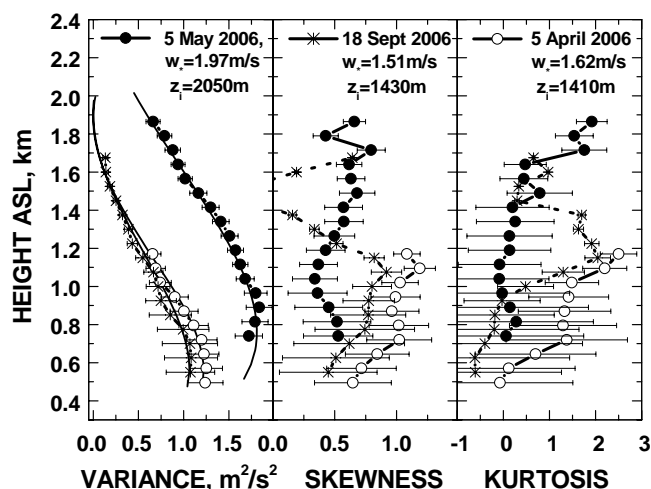 5 May 2006,
w*=1.97m/s
zi=2050m
18 Sept 2006
w*=1.51m/s
zi=1430m
5 April 2006
w*=1.62m/s
zi=1410m
HEIGHT ASL, km
2.4
2.2
2.0
1.8
1.6
1.4
1.2
1.0
0.8
0.6
0.4
0.0 0.5 1.0 1.5 0.0 0.5 1.0 -1 0 1 2 3
VARIANCE, m²/s² SKEWNESS KURTOSIS